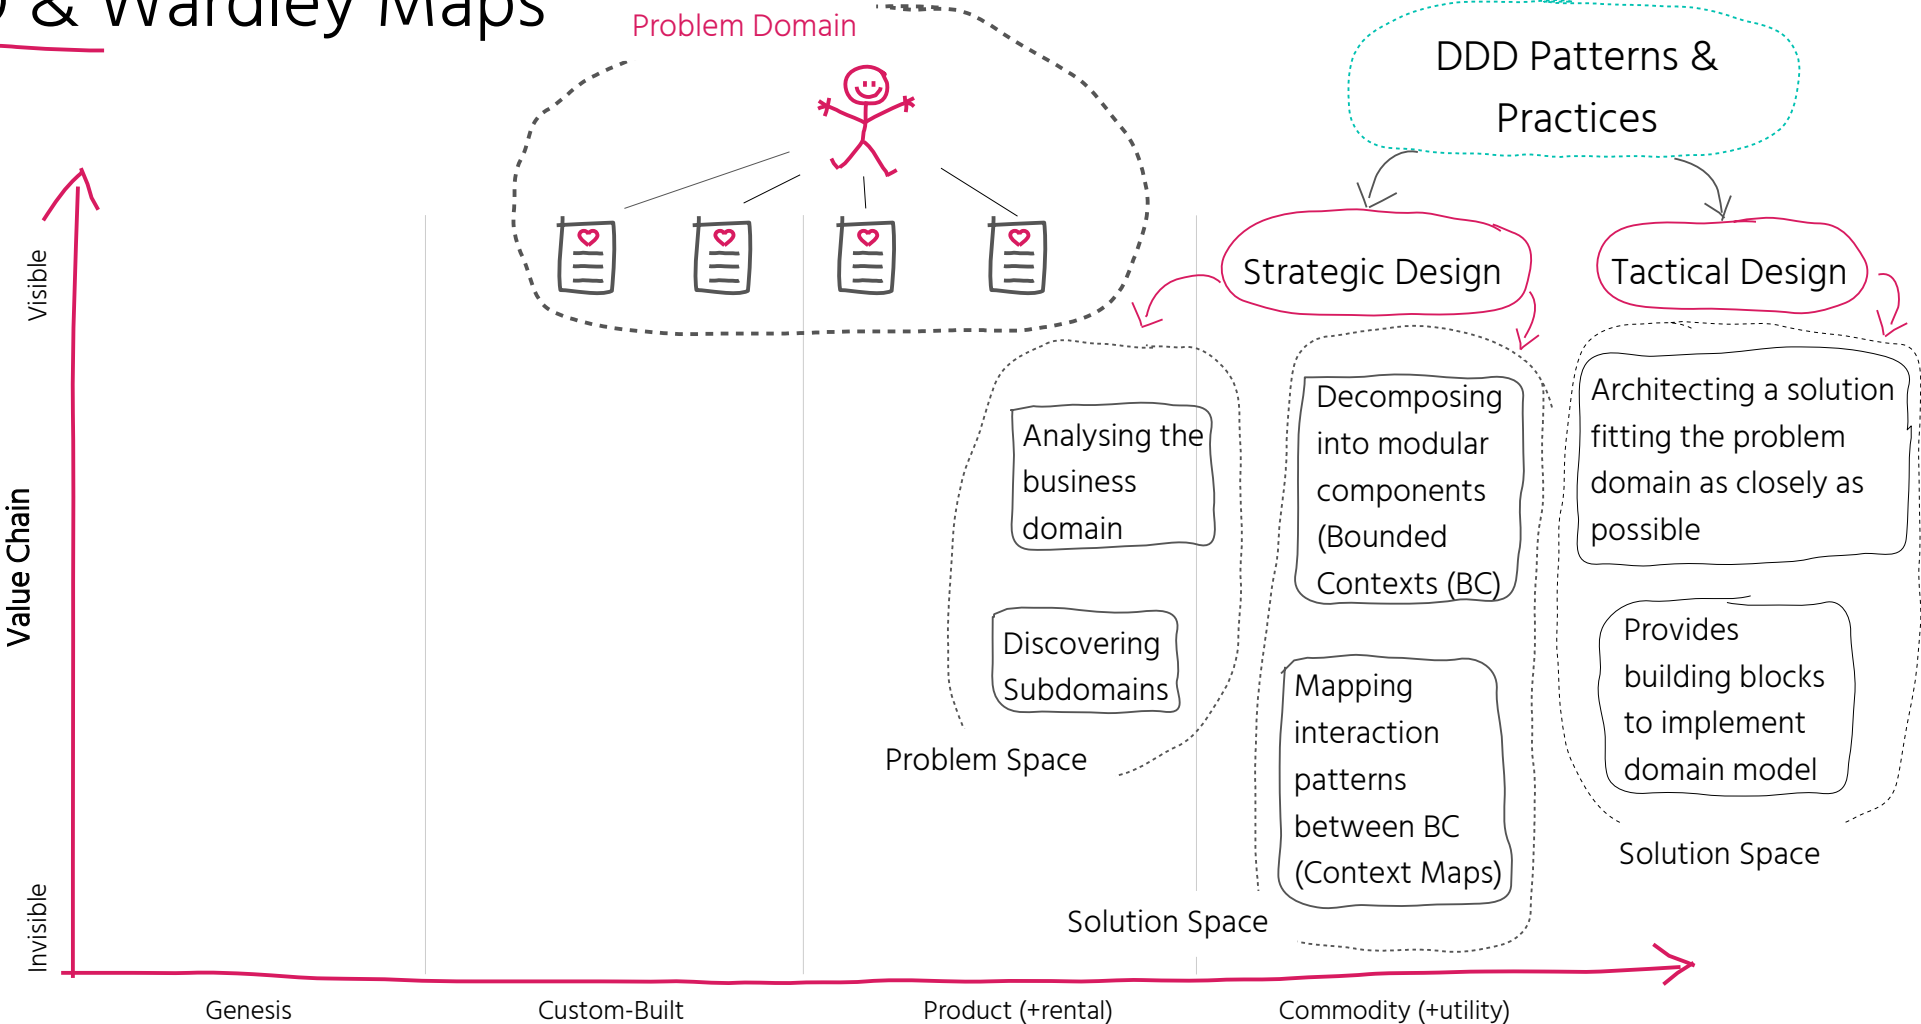 & Wardley Maps
Problem Domain
DDD Patterns &
Practices
Strategic Design
Tactical Design
Visible
Value Chain
Invisible
Analysing the
business
domain
Discovering
Subdomains
Problem Space
Decomposing
into modular
components
(Bounded
Contexts (BC)
Mapping
interaction
patterns
between BC
(Context Maps)
Solution Space
Architecting a solution
fitting the problem
domain as closely as
possible
Provides
building blocks
to implement
domain model
Solution Space
Genesis
Custom-Built
Product (+rental)
Commodity (+utility)